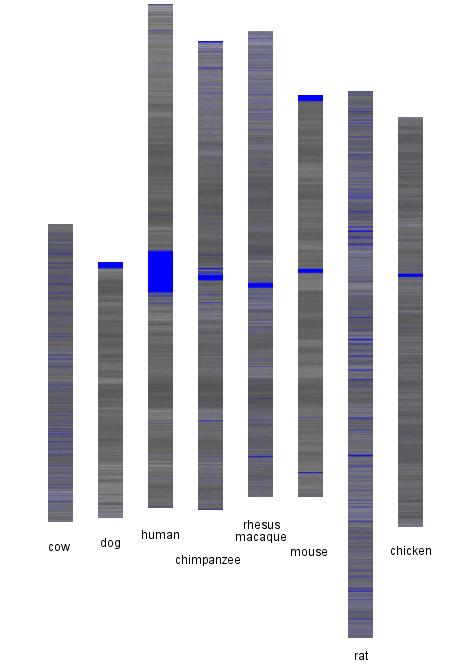 cow
dog
human
chimpanzee
rhesus
macaque
mouse
rat
chicken